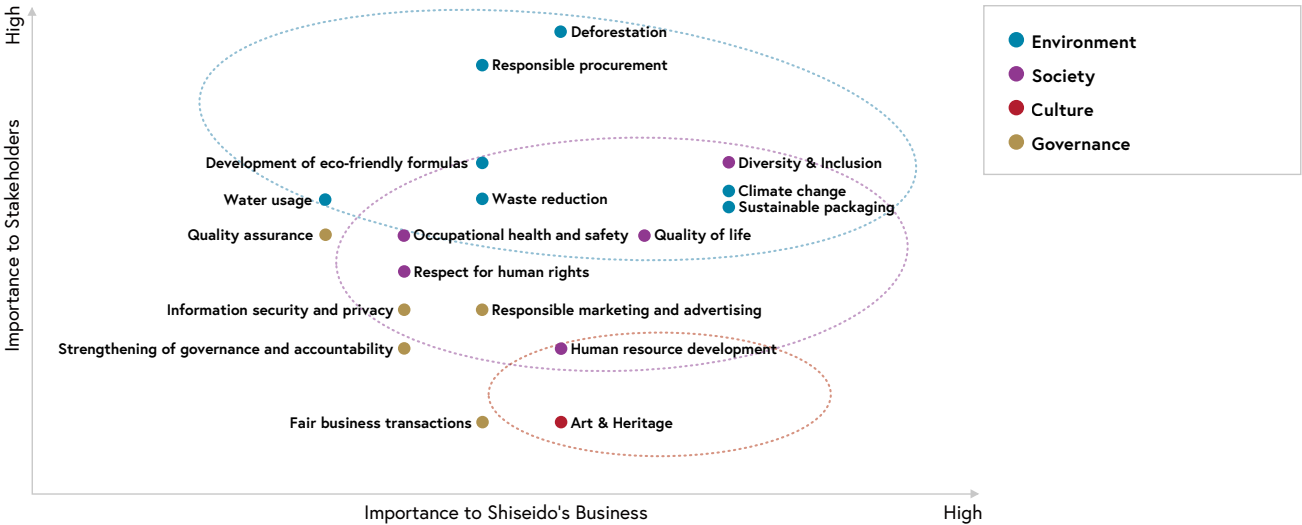 High
Importance to Stakeholders
Deforestation
Responsible procurement
Development of eco-friendly formulas
Diversity & Inclusion
Climate change
Water usage
Waste reduction
Sustainable packaging
Quality assurance
Occupational health and safety
Quality of life
Respect for human rights
Information security and privacy
Responsible marketing and advertising
Strengthening of governance and accountability
Human resource development
Fair business transactions
Art & Heritage
Importance to Shiseido's Business
High
Environment
Society
Culture
Governance